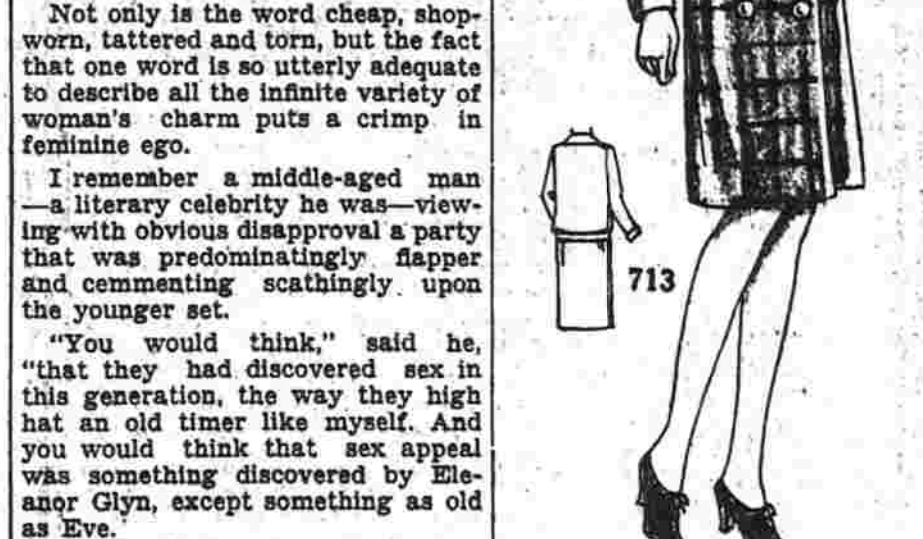 Not only is the word cheap, shop-
worn, tattered and torn, but the fact
that one word is so utterly adequate
to describe all the infinite variety of
woman's charm puts a crimp in
feminine ego.
I remember a middle-aged man
—a literary celebrity he was—view-
ing with obvious disapproval a party
that was predominatingly flapper
and cemmenting scathingly upon
the younger set.
"You would think," said he,
"that they had discovered sex in
this generation, the way they high
hat an old timer like myself. And
you would think that sex appeal
was something discovered by Ele-
anor Glyn, except something as old
as Eve.
713